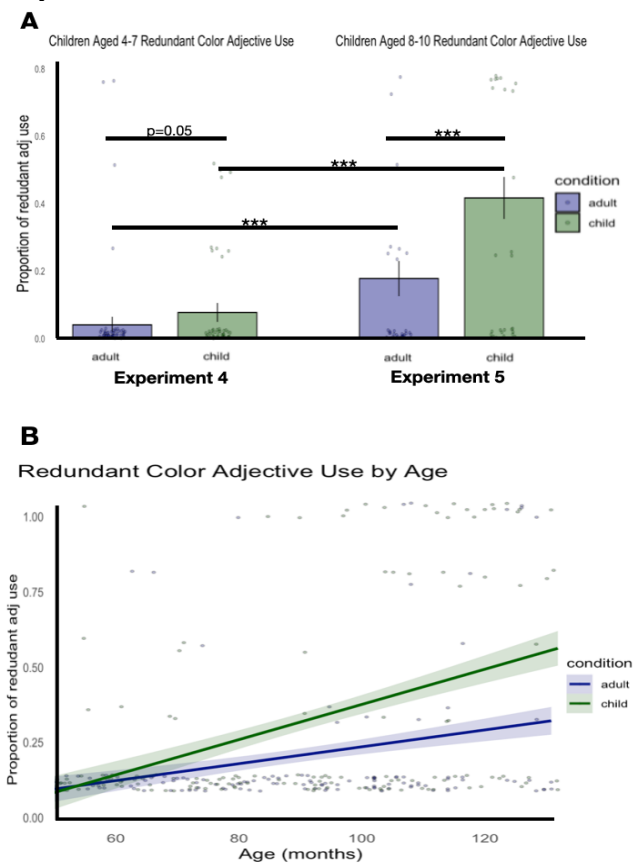 A
Children Aged 4-7 Redundant Color Adjective Use
Children Aged 8-10 Redundant Color Adjective Use
Proportion of redudant adj use
0.8
0.6
0.4
0.2
0.0
p=0.05
***
***
***
condition
adult
child
adult
child
adult
child
Experiment 4
Experiment 5
B
Redundant Color Adjective Use by Age
Proportion of redudant adj use
1.00
0.75
0.50
0.25
0.00
condition
adult
child
60
80
100
120
Age (months)